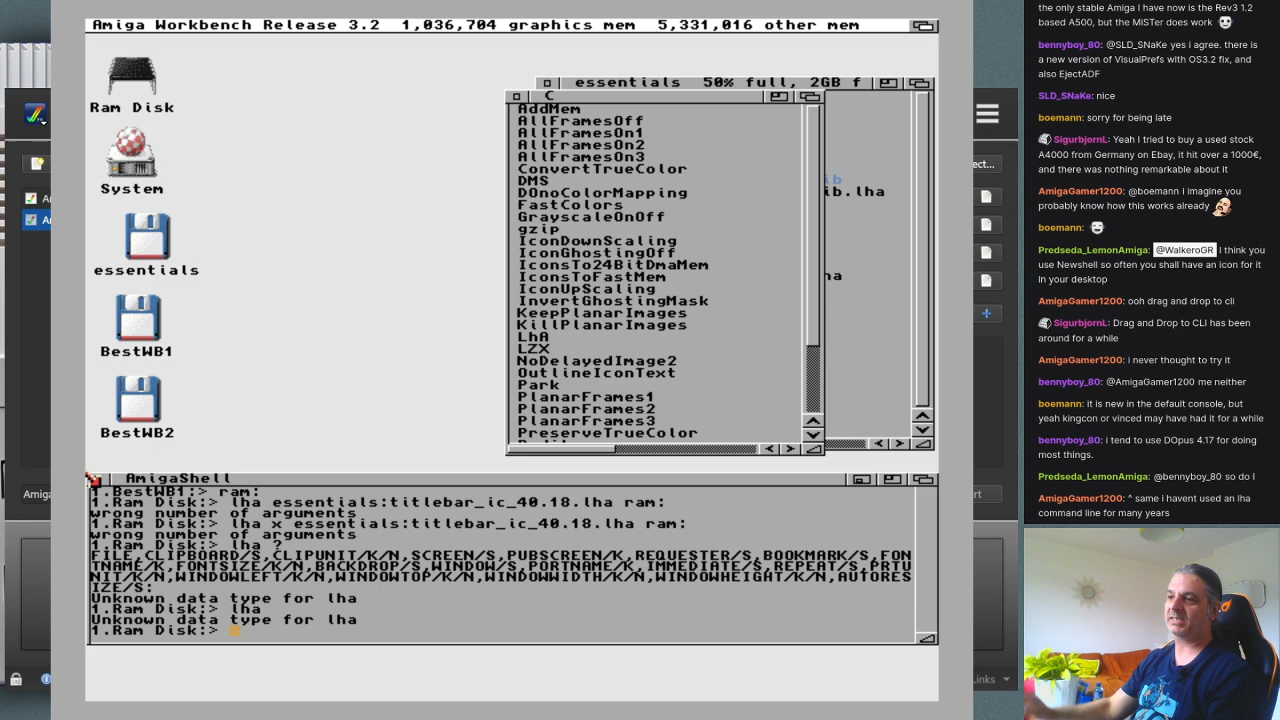 Amiga Workbench Release 3.2  1,036,704 graphics mem  5,331,016 other mem
Ram Disk
System
essentials
BestWB1
BestWB2
essentials  50% full, 2GB f
C
AddMem
AllFramesOff
AllFramesOn1
AllFramesOn2
AllFramesOn3
ConvertTrueColor
DMS
DOnoColorMapping
FastColors
GrayscaleOnOff
gzip
IconDownScaling
IconGhostingOff
IconsTo24BitDmaMem
IconsToFastMem
IconUpScaling
InvertGhostingMask
KeepPlanarImages
KillPlanarImages
LhA
LZX
NoDelayedImage2
OutlineIconText
Park
PlanarFrames1
PlanarFrames2
PlanarFrames3
PreserveTrueColor
ib
ib.lha
ha
AmigaShell
1.BestWB1:> ram:
1.Ram Disk:> lha essentials:titlebar_ic_40.18.lha ram:
wrong number of arguments
1.Ram Disk:> lha x essentials:titlebar_ic_40.18.lha ram:
wrong number of arguments
1.Ram Disk:> lha ?
FILE,CLIPBOARD/S,CLIPUNIT/K/N,SCREEN/S,PUBSCREEN/K,REQUESTER/S,BOOKMARK/S,FON
TNAME/K,FONTSIZE/K/N,BACKDROP/S,WINDOW/S,PORTNAME/K,IMMEDIATE/S,REPEAT/S,PRTU
NIT/K/N,WINDOWLEFT/K/N,WINDOWTOP/K/N,WINDOWWIDTH/K/N,WINDOWHEIGHT/K/N,AUTORES
IZE/S:
Unknown data type for lha
1.Ram Disk:> lha
Unknown data type for lha
1.Ram Disk:>
A
A
Amiga
ect...
rt
Links
the only stable Amiga I have now is the Rev3 1.2
based A500, but the MiSTer does work
bennyboy_80: @SLD_SNaKe yes i agree. there is
a new version of VisualPrefs with OS3.2 fix, and
also EjectADF
SLD_SNaKe: nice
boemann: sorry for being late
SigurbjornL: Yeah I tried to buy a used stock
A4000 from Germany on Ebay, it hit over a 1000€,
and there was nothing remarkable about it
AmigaGamer1200: @boemann I imagine you
probably know how this works already
boemann:
Predseda_LemonAmiga: @WalkeroGR I think you
use Newshell so often you shall have an icon for it
in your desktop
AmigaGamer1200: ooh drag and drop to cli
SigurbjornL: Drag and Drop to CLI has been
around for a while
AmigaGamer1200: i never thought to try it
bennyboy_80: @AmigaGamer1200 me neither
boemann: it is new in the default console, but
yeah kingcon or vinced may have had it for a while
bennyboy_80: i tend to use DOpus 4.17 for doing
most things.
Predseda_LemonAmiga: @bennyboy_80 so do I
AmigaGamer1200: ^ same i havent used an lha
command line for many years